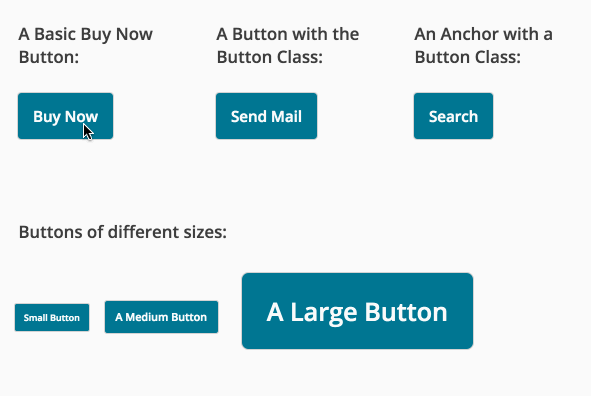 A Basic Buy Now
Button:
A Button with the
Button Class:
An Anchor with a
Button Class:
Buy Now
Send Mail
Search
Buttons of different sizes:
Small Button
A Medium Button
A Large Button